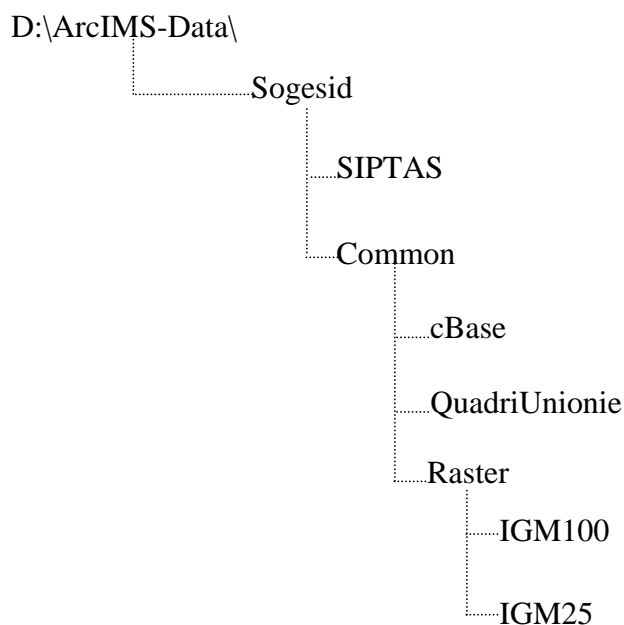 D:\ArcIMS-Data\
Sogesid
SIPTAS
Common
cBase
QuadriUnionie
Raster
IGM100
IGM25